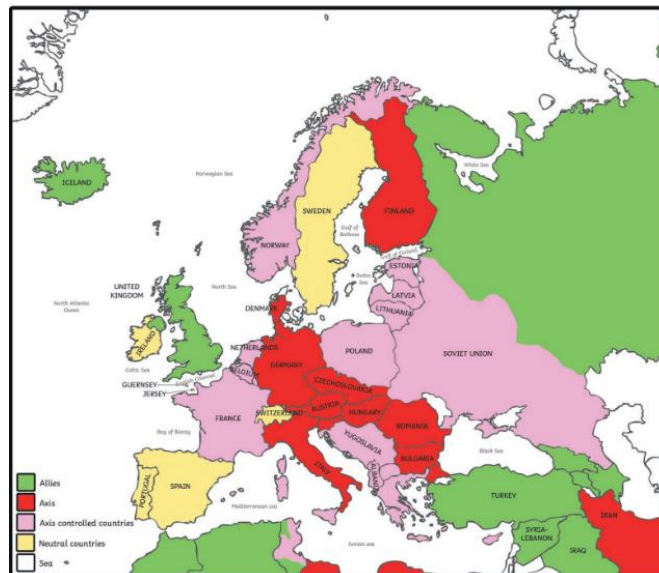 White Sea
ICELAND
Norwegian Sea
SWEDEN
FINLAND
Gulf of
Bothnia
NORWAY
Gulf of Finland
ESTONIA
Baltic
Sea
UNITED
KINGDOM
North Sea
LATVIA
North Atlantic
Ocean
DENMARK
LITHUANIA
IRELAND
NETHERLANDS
POLAND
SOVIET UNION
Celtic Sea
BELGIUM
GERMANY
English Channel
GUERNSEY
JERSEY
CZECHOSLOVAKIA
FRANCE
SWITZERLAND
AUSTRIA
HUNGARY
ROMANIA
Bay of Biscay
YUGOSLAVIA
Black Sea
BULGARIA
ITALY
ALBANIA
PORTUGAL
SPAIN
TURKEY
Mediterranean sea
Ionian sea
IRAN
SYRIA-
LEBANON
IRAQ
Allies
Axis
Axis controlled countries
Neutral countries
Sea